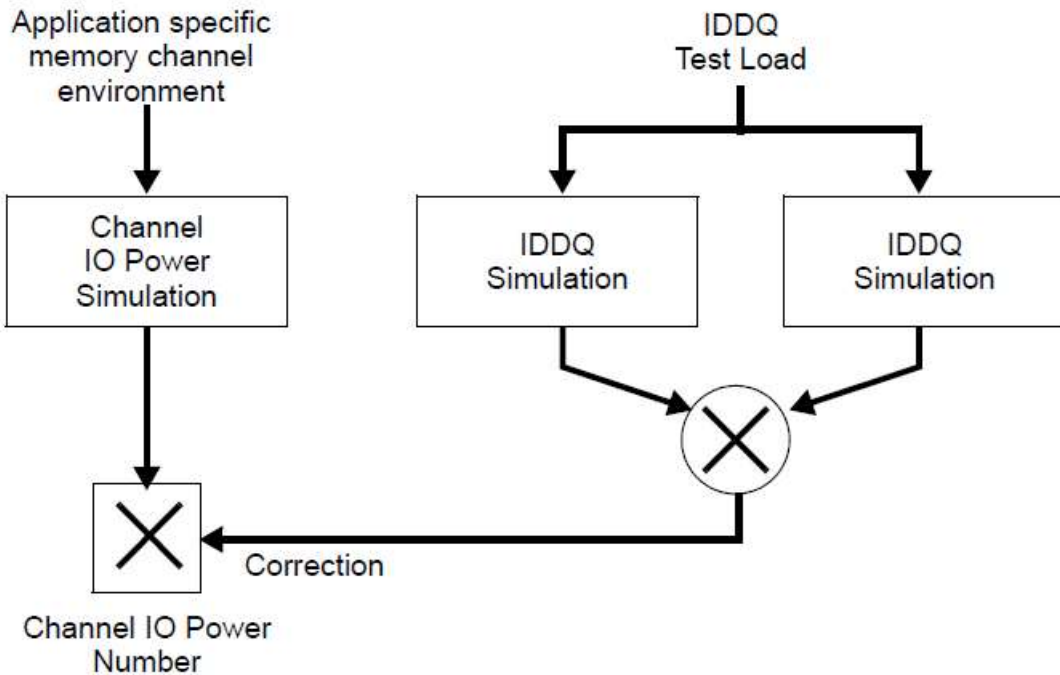 Application specific
memory channel
environment
IDDQ
Test Load
Channel
IO Power
Simulation
IDDQ
Simulation
IDDQ
Simulation
Correction
Channel IO Power
Number